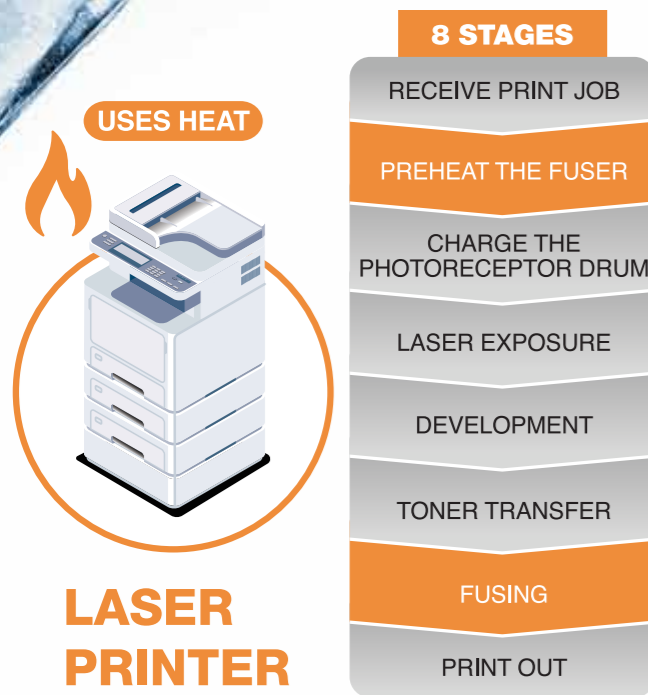 8 STAGES
USES HEAT
RECEIVE PRINT JOB
PREHEAT THE FUSER
CHARGE THE
PHOTORECEPTOR DRUM
LASER EXPOSURE
DEVELOPMENT
TONER TRANSFER
FUSING
PRINT OUT
LASER
PRINTER